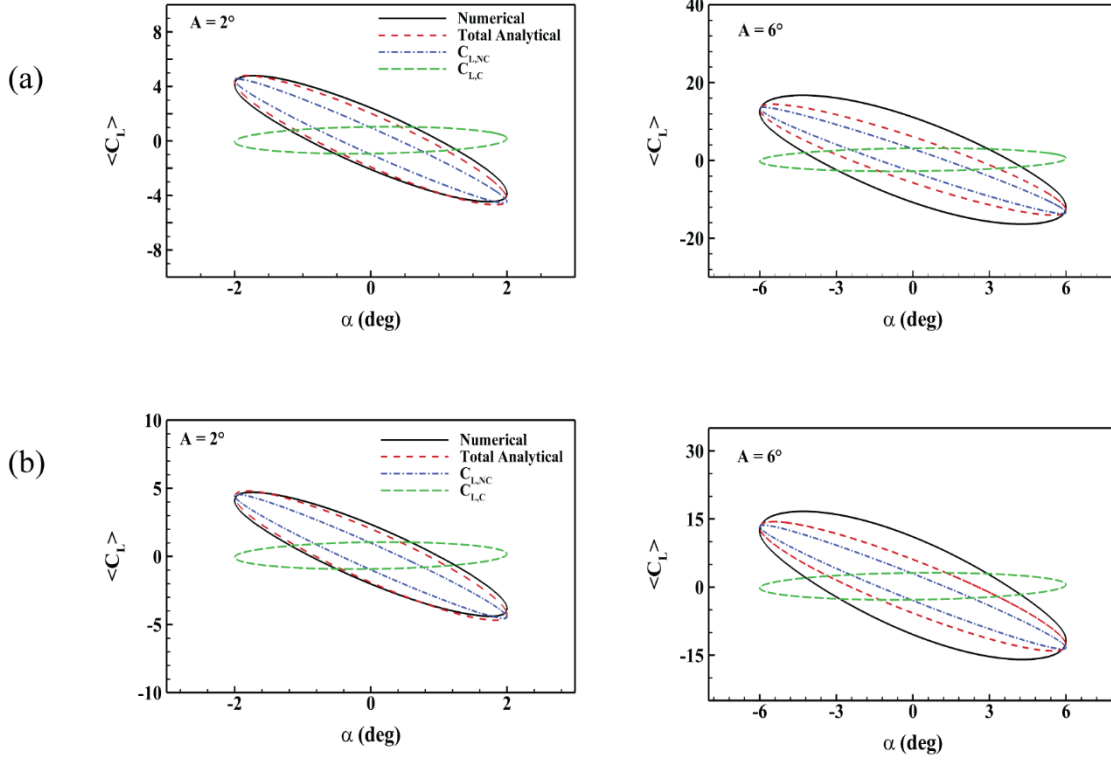 (a)
A = 2°
Numerical
Total Analytical
C_L,NC
C_L,C
8
4
0
-4
-8
<C_L>
-2
0
2
α (deg)
A = 6°
40
20
0
-20
<C_L>
-6
-3
0
3
6
α (deg)
(b)
A = 2°
Numerical
Total Analytical
C_L,NC
C_L,C
10
5
0
-5
-10
<C_L>
-2
0
2
α (deg)
A = 6°
30
15
0
-15
<C_L>
-6
-3
0
3
6
α (deg)